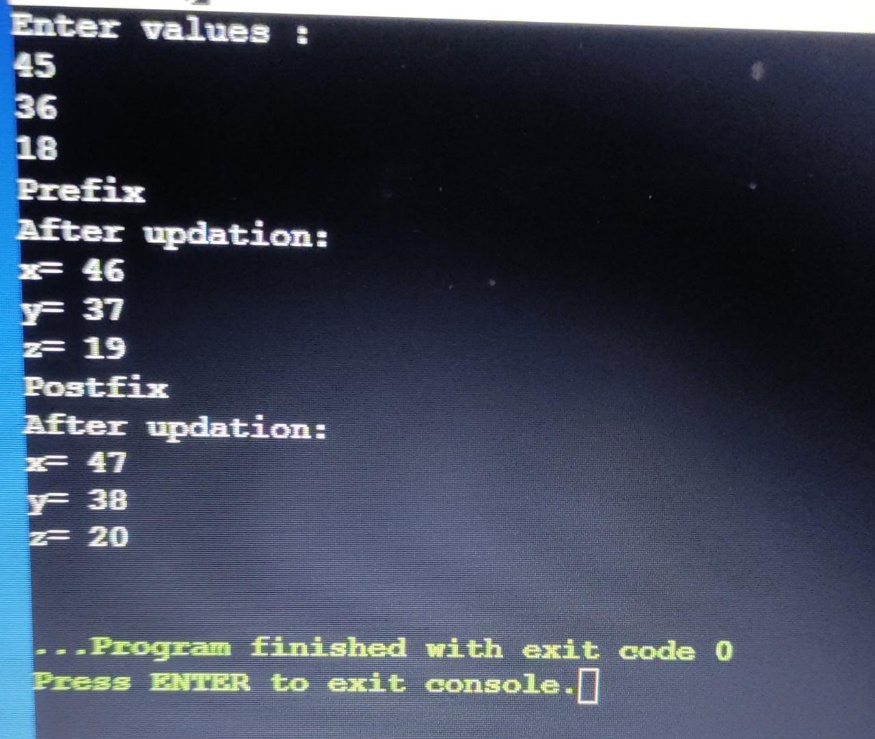 Enter values :
45
36
18
Prefix
After updation:
x= 46
y= 37
z= 19
Postfix
After updation:
x= 47
y= 38
z= 20
...Program finished with exit code 0
Press ENTER to exit console.